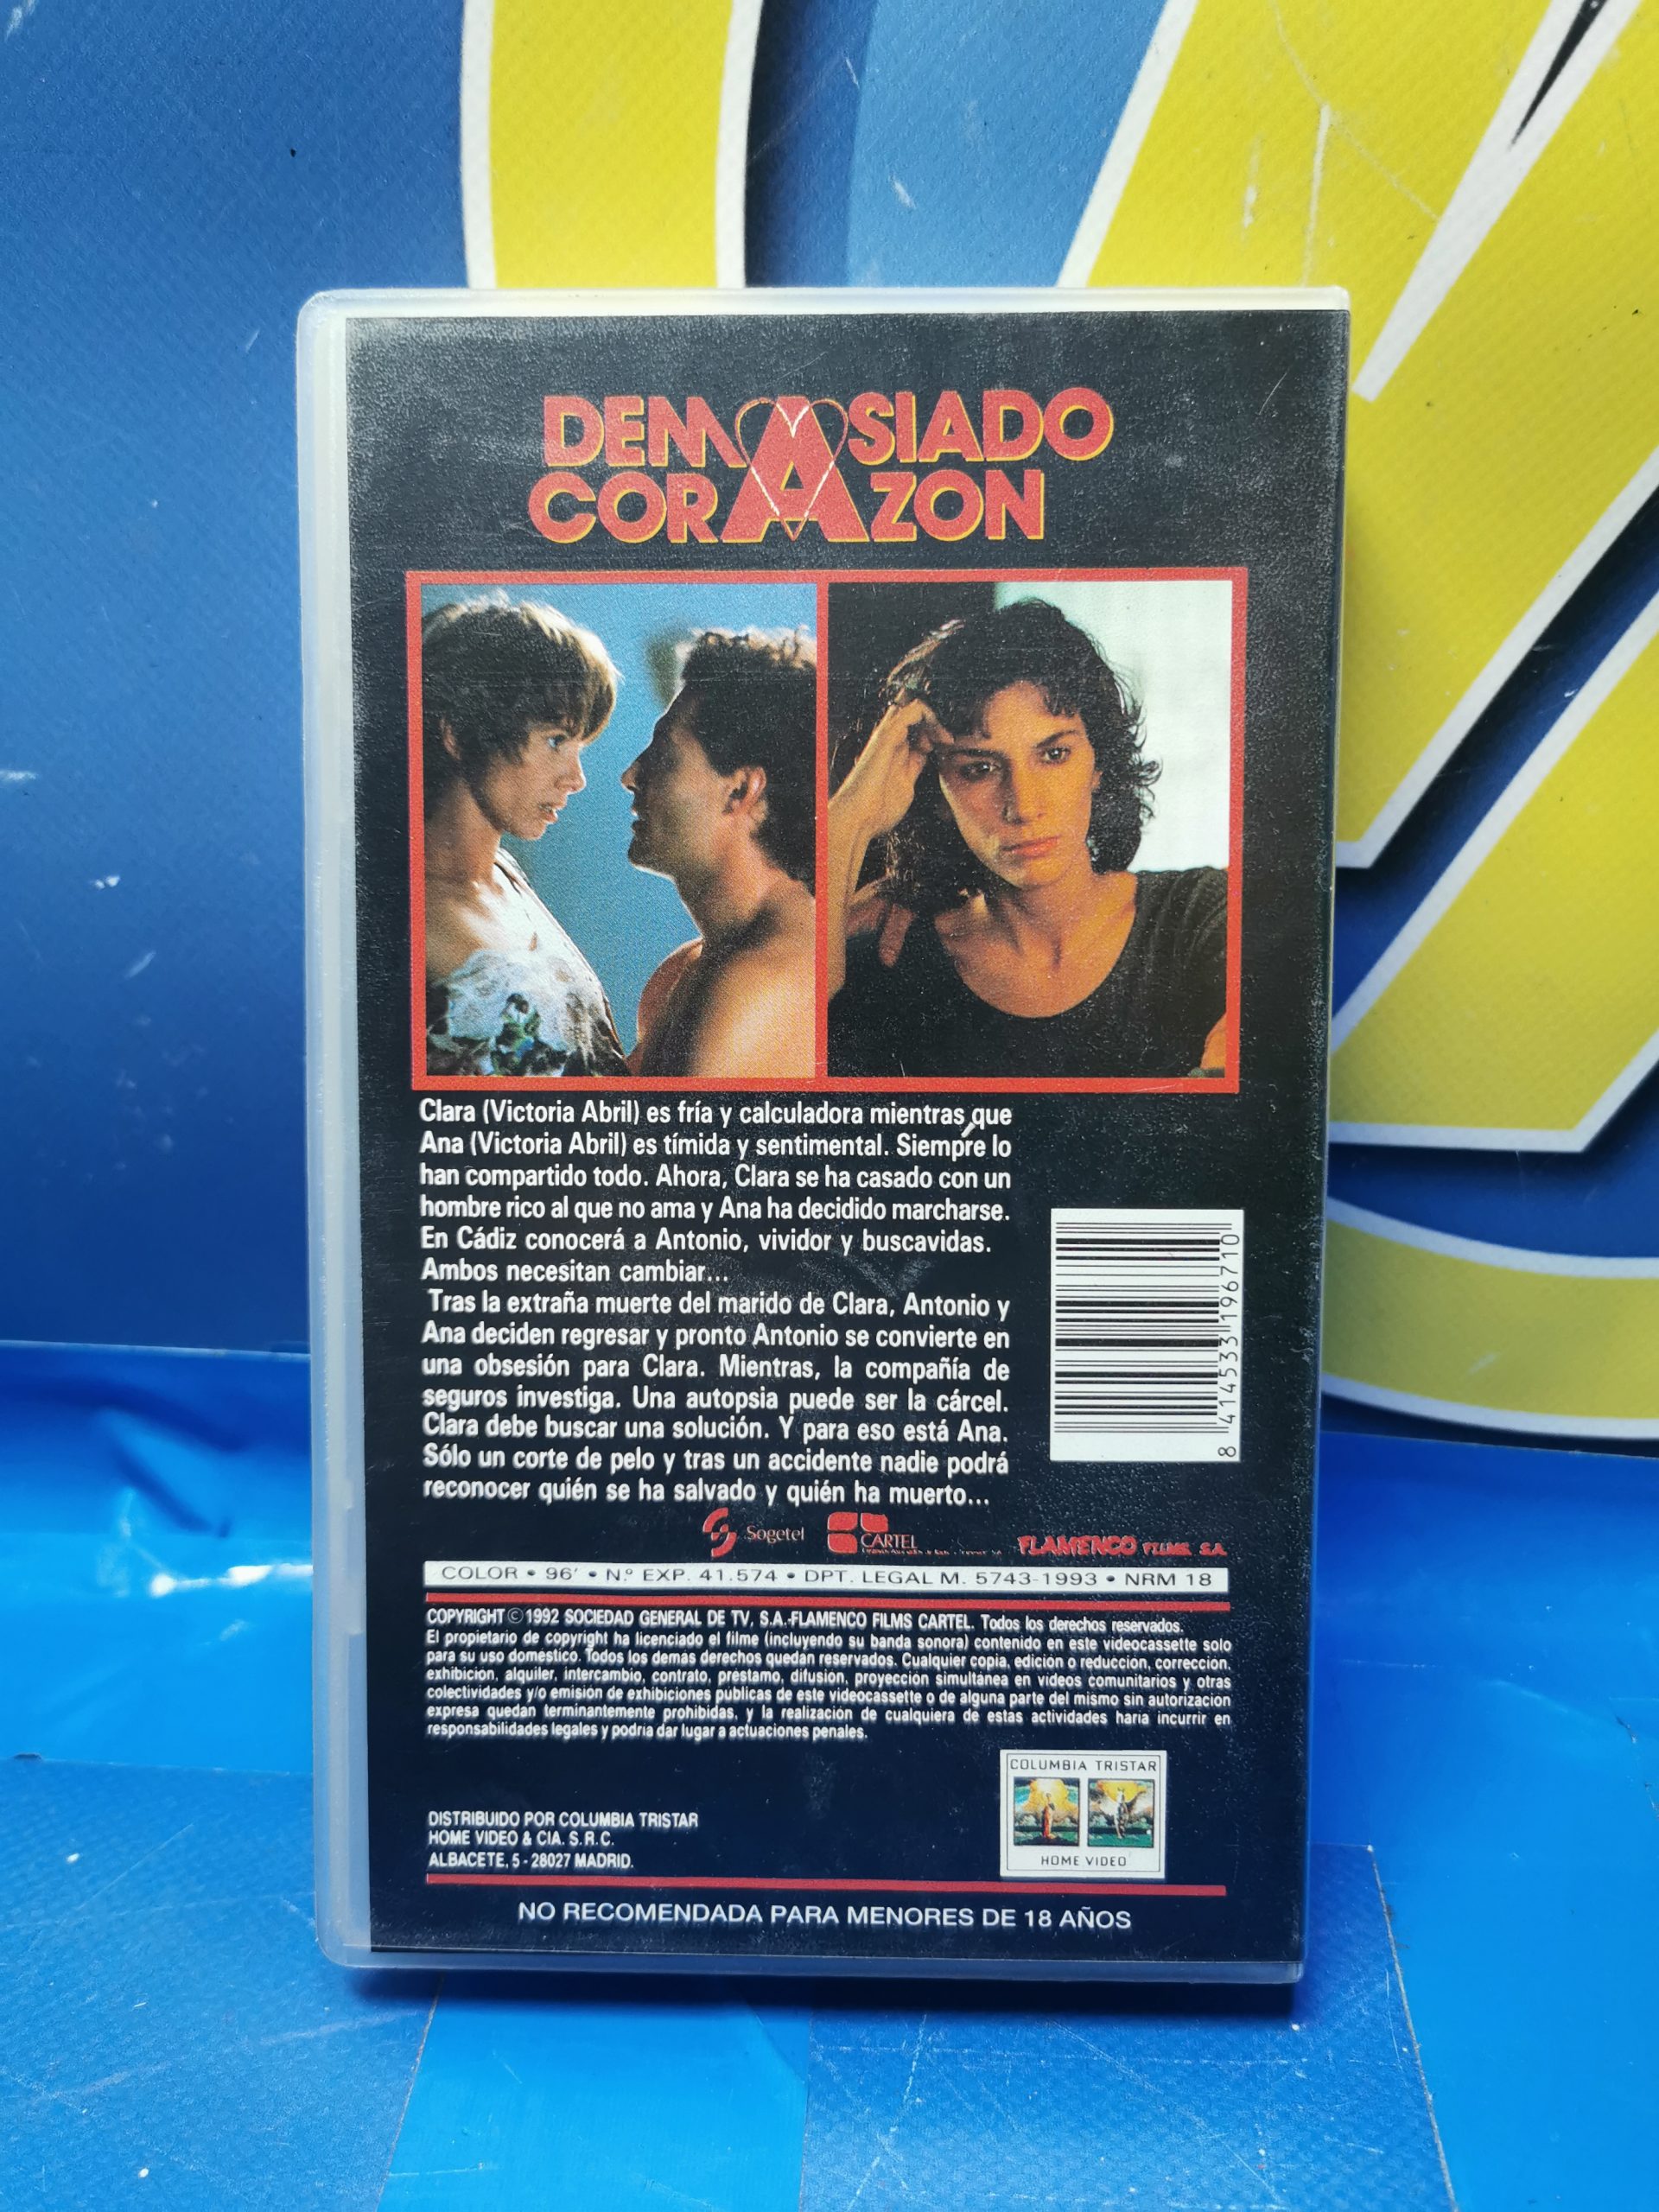 DEMASIADO
CORAZON
Clara (Victoria Abril) es fría y calculadora mientras que
Ana (Victoria Abril) es tímida y sentimental. Siempre lo
han compartido todo. Ahora, Clara se ha casado con un
hombre rico al que no ama y Ana ha decidido marcharse.
En Cádiz conocerá a Antonio, vividor y buscavidas.
Ambos necesitan cambiar...
Tras la extraña muerte del marido de Clara, Antonio y
Ana deciden regresar y pronto Antonio se convierte en
una obsesión para Clara. Mientras, la compañía de
seguros investiga. Una autopsia puede ser la cárcel.
Clara debe buscar una solución. Y para eso está Ana.
Sólo un corte de pelo y tras un accidente nadie podrá
reconocer quién se ha salvado y quién ha muerto...
8 414533 196710
Sogetel
CARTEL
FLAMENCO FILMS S.A.
COLOR • 96' • N.º EXP. 41.574 • DPT. LEGAL M. 5743-1993 • NRM 18
COPYRIGHT © 1992 SOCIEDAD GENERAL DE TV, S.A.-FLAMENCO FILMS CARTEL. Todos los derechos reservados.
El propietario de copyright ha licenciado el filme (incluyendo su banda sonora) contenido en este videocassette solo
para su uso domestico. Todos los demas derechos quedan reservados. Cualquier copia, edicion o reduccion, correccion,
exhibicion, alquiler, intercambio, contrato, prestamo, difusion, proyeccion simultanea en videos comunitarios y otras
colectividades y/o emision de exhibiciones publicas de este videocassette o de alguna parte del mismo sin autorizacion
expresa quedan terminantemente prohibidas, y la realizacion de cualquiera de estas actividades haria incurrir en
responsabilidades legales y podria dar lugar a actuaciones penales.
COLUMBIA TRISTAR
HOME VIDEO
DISTRIBUIDO POR COLUMBIA TRISTAR
HOME VIDEO & CIA. S.R.C.
ALBACETE, 5 - 28027 MADRID.
NO RECOMENDADA PARA MENORES DE 18 AÑOS